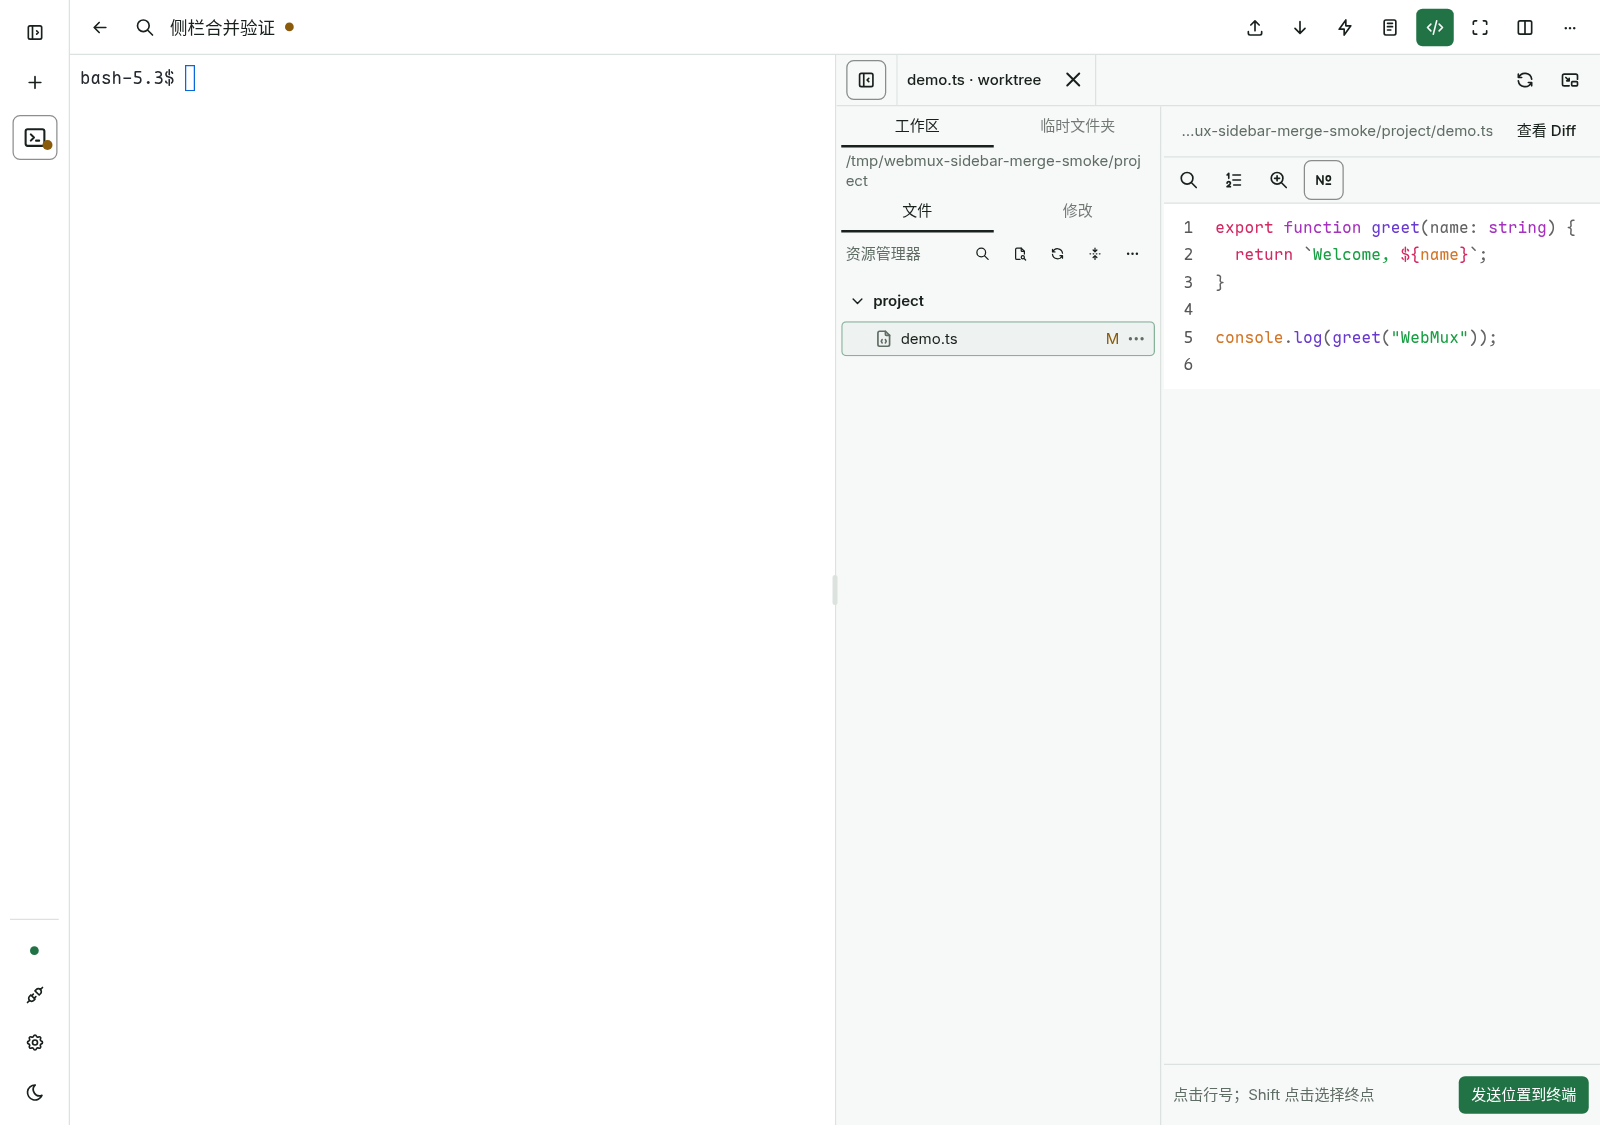 侧栏合并验证
bash-5.3$
demo.ts · worktree
工作区
临时文件夹
/tmp/webmux-sidebar-merge-smoke/proj
ect
文件
修改
资源管理器
project
demo.ts
M
...ux-sidebar-merge-smoke/project/demo.ts
查看 Diff
Nº
1 export function greet(name: string) {
2 return `Welcome, ${name}`;
3 }
4
5 console.log(greet("WebMux"));
6
点击行号；Shift 点击选择终点
发送位置到终端